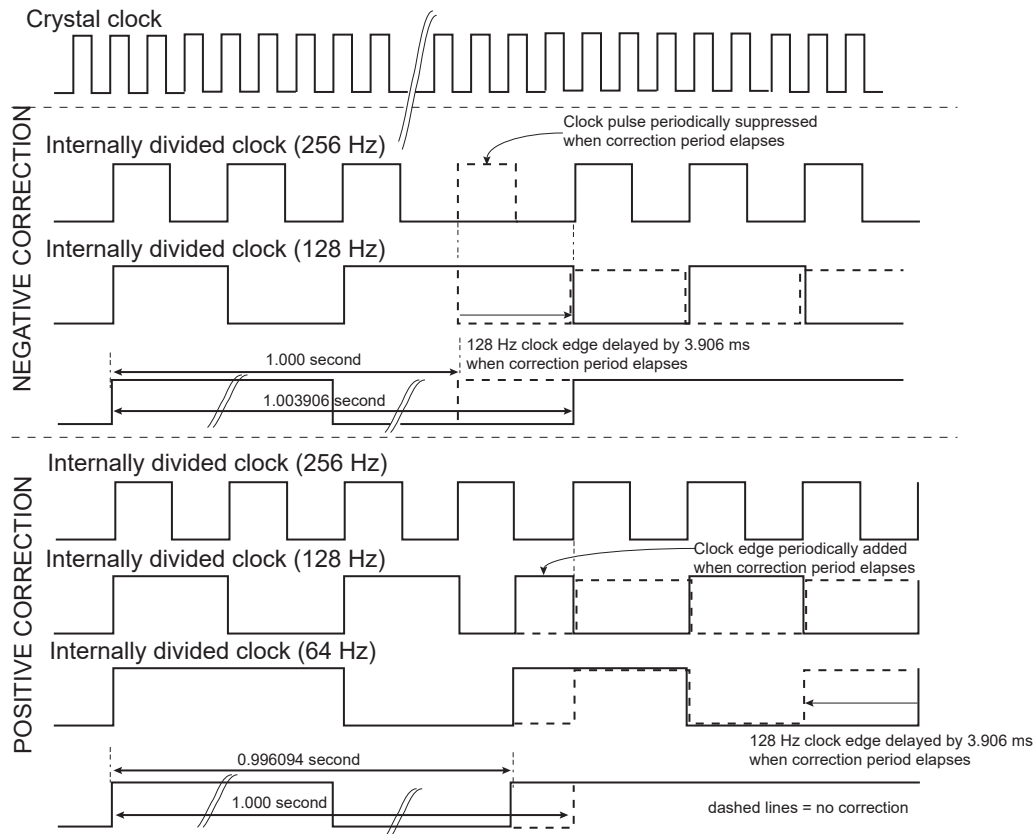 Crystal clock
NEGATIVE CORRECTION
Clock pulse periodically suppressed
when correction period elapses
Internally divided clock (256 Hz)
Internally divided clock (128 Hz)
128 Hz clock edge delayed by 3.906 ms
when correction period elapses
1.000 second
1.003906 second
POSITIVE CORRECTION
Internally divided clock (256 Hz)
Internally divided clock (128 Hz)
Clock edge periodically added
when correction period elapses
Internally divided clock (64 Hz)
128 Hz clock edge delayed by 3.906 ms
when correction period elapses
0.996094 second
1.000 second
dashed lines = no correction